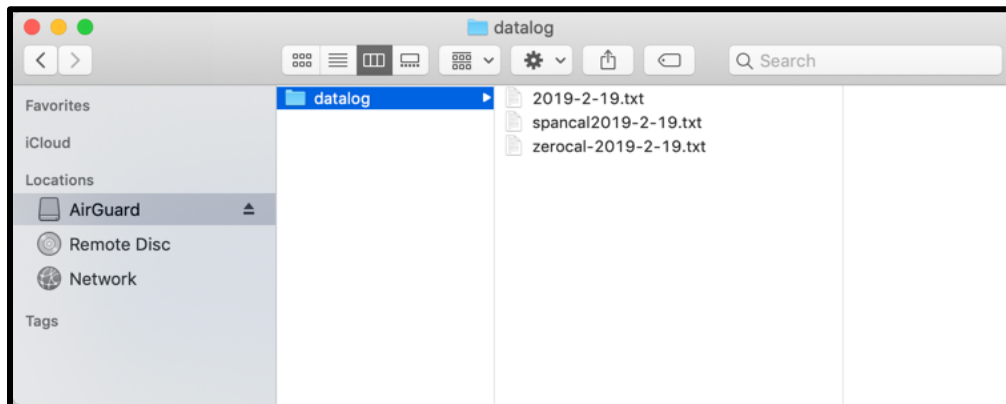 datalog
Search
Favorites
iCloud
Locations
AirGuard
Remote Disc
Network
Tags
datalog
2019-2-19.txt
spancal2019-2-19.txt
zerocal-2019-2-19.txt